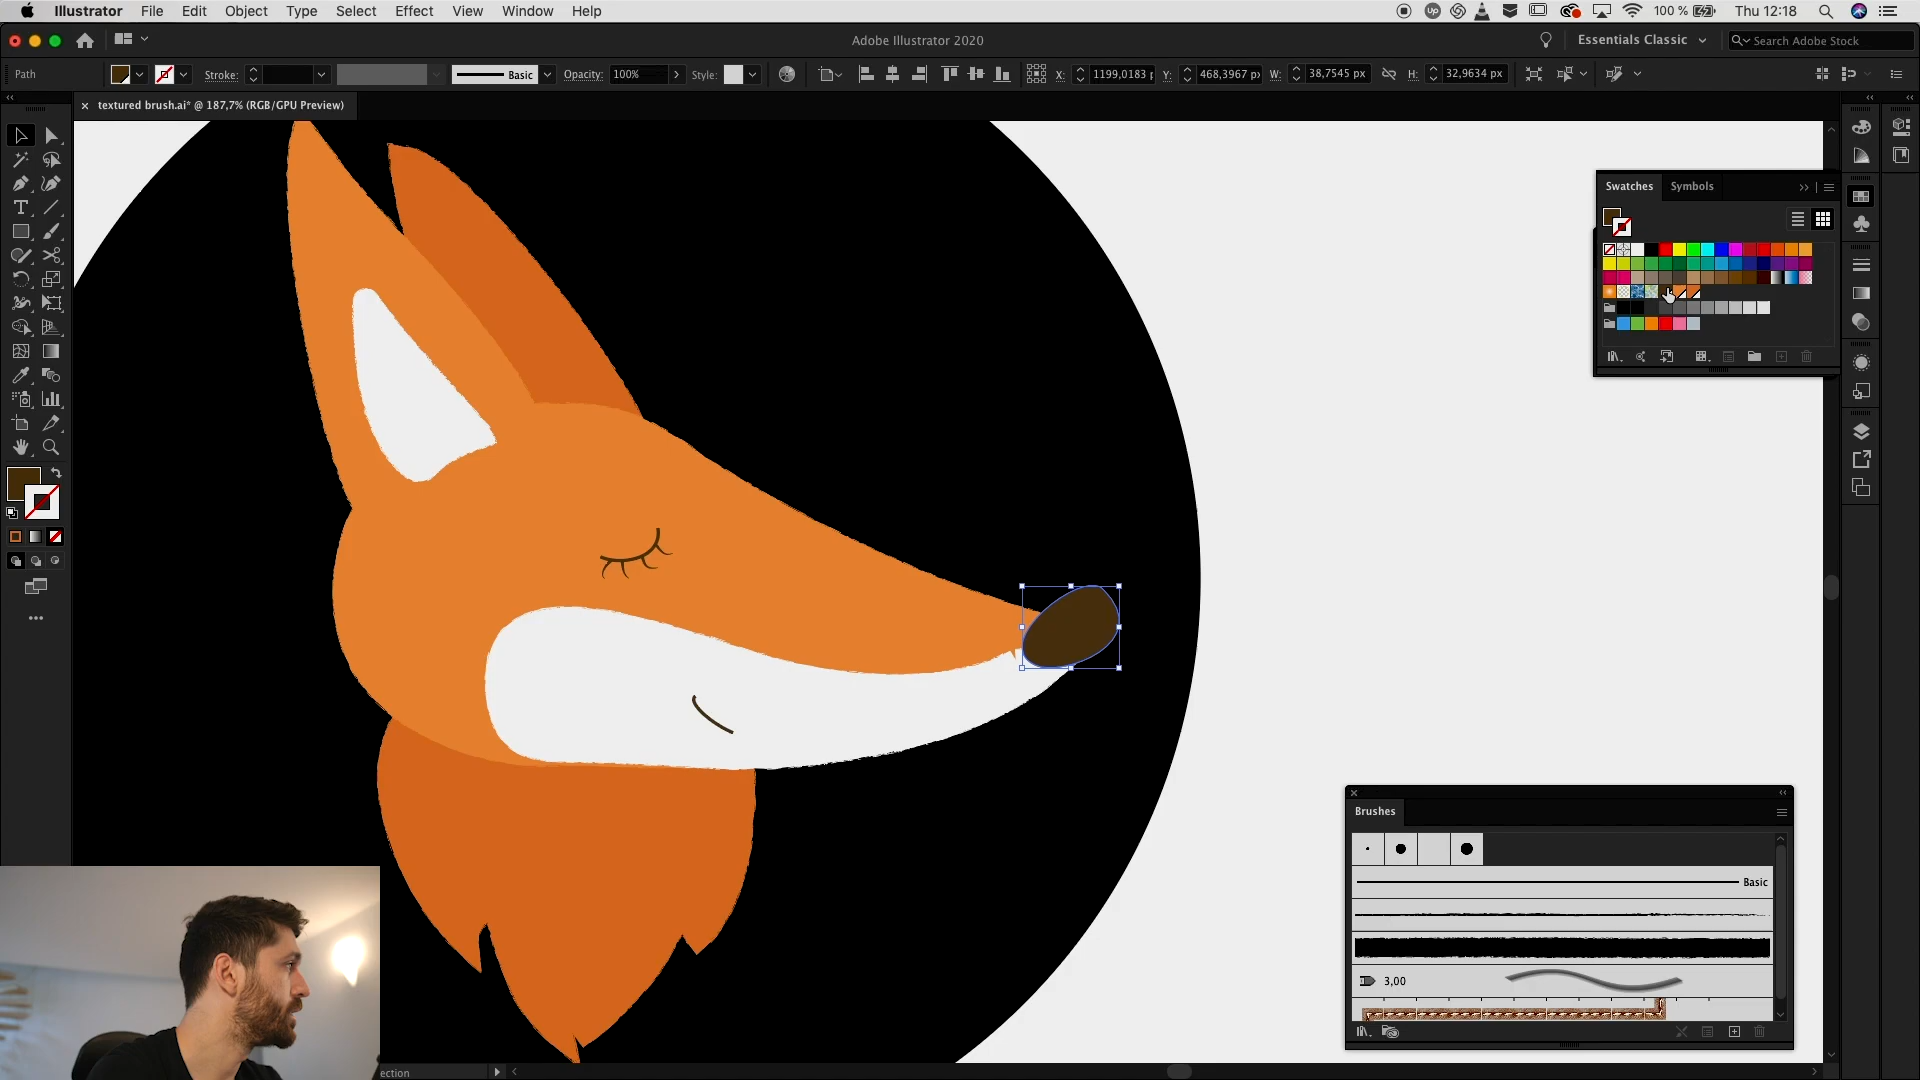 Illustrator File Edit Object Type Select Effect View Window Help
100 % Thu 12:18
Adobe Illustrator 2020
Essentials Classic
Search Adobe Stock
Path
Stroke:
Basic
Opacity: 100%
Style:
X: 1199,0183 p
Y: 468,3967 px
W: 38,7545 px
H: 32,9634 px
textured brush.ai* @ 187,7% (RGB/GPU Preview)
Swatches Symbols
Brushes
Basic
3,00
ection